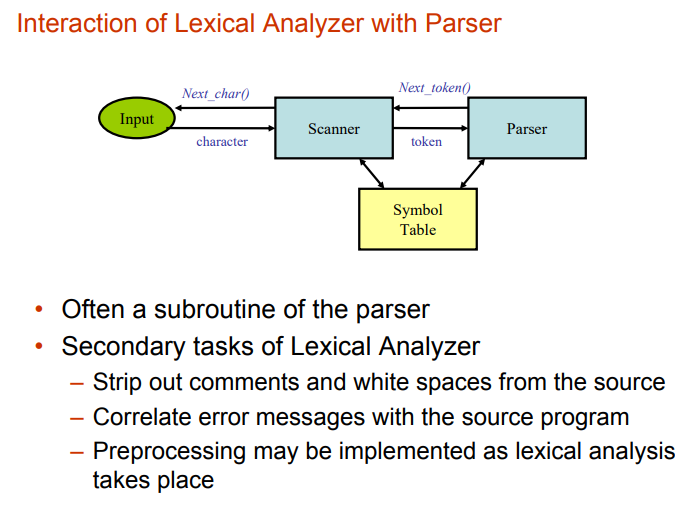 Interaction of Lexical Analyzer with Parser
Next_char()
Next_token()
Input
Scanner
Parser
character
token
Symbol
Table
• Often a subroutine of the parser
• Secondary tasks of Lexical Analyzer
– Strip out comments and white spaces from the source
– Correlate error messages with the source program
– Preprocessing may be implemented as lexical analysis
takes place